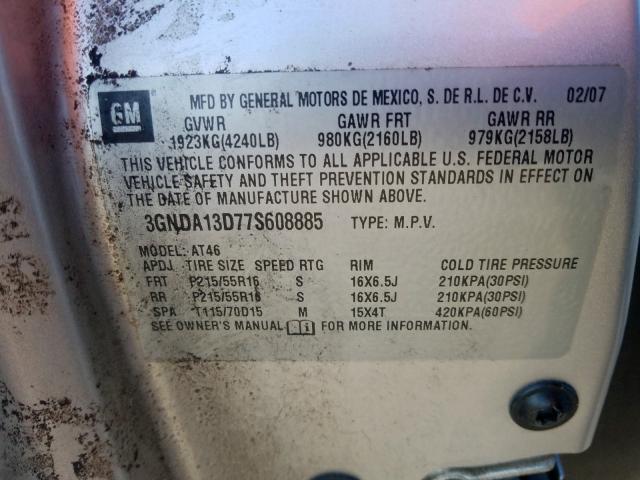 GM
MFD BY GENERAL MOTORS DE MEXICO, S. DE R.L. DE C.V. 02/07
GVWR GAWR FRT GAWR RR
1923KG(4240LB) 980KG(2160LB) 979KG(2158LB)
THIS VEHICLE CONFORMS TO ALL APPLICABLE U.S. FEDERAL MOTOR
VEHICLE SAFETY AND THEFT PREVENTION STANDARDS IN EFFECT ON
THE DATE OF MANUFACTURE SHOWN ABOVE.
3GNDA13D77S608885 TYPE: M.P.V.
MODEL: AT46
APDJ TIRE SIZE SPEED RTG RIM COLD TIRE PRESSURE
FRT P215/55R16 S 16X6.5J 210KPA(30PSI)
RR P215/55R16 S 16X6.5J 210KPA(30PSI)
SPA T115/70D15 M 15X4T 420KPA(60PSI)
SEE OWNER'S MANUAL FOR MORE INFORMATION